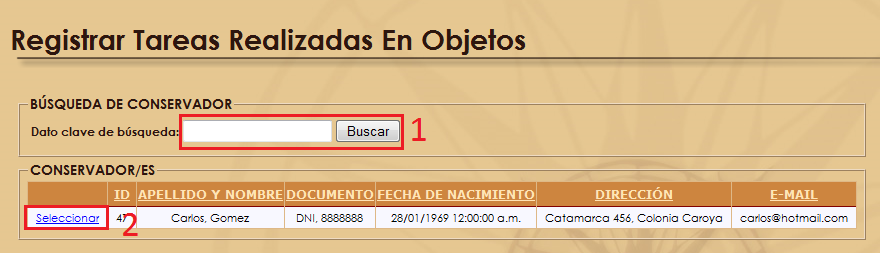 Registrar Tareas Realizadas En Objetos
BÚSQUEDA DE CONSERVADOR
Dato clave de búsqueda: Buscar 1
CONSERVADOR/ES
ID APELLIDO Y NOMBRE DOCUMENTO FECHA DE NACIMIENTO DIRECCIÓN E-MAIL
Seleccionar 2 Carlos, Gomez DNI, 8888888 28/01/1969 12:00:00 a.m. Catamarca 456, Colonia Caroya carlos@hotmail.com